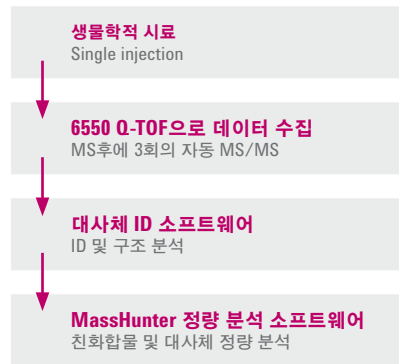 생물학적 시료
Single injection
6550 Q-TOF으로 데이터 수집
MS후에 3회의 자동 MS/MS
대사체 ID 소프트웨어
ID 및 구조 분석
MassHunter 정량 분석 소프트웨어
친화합물 및 대사체 정량 분석